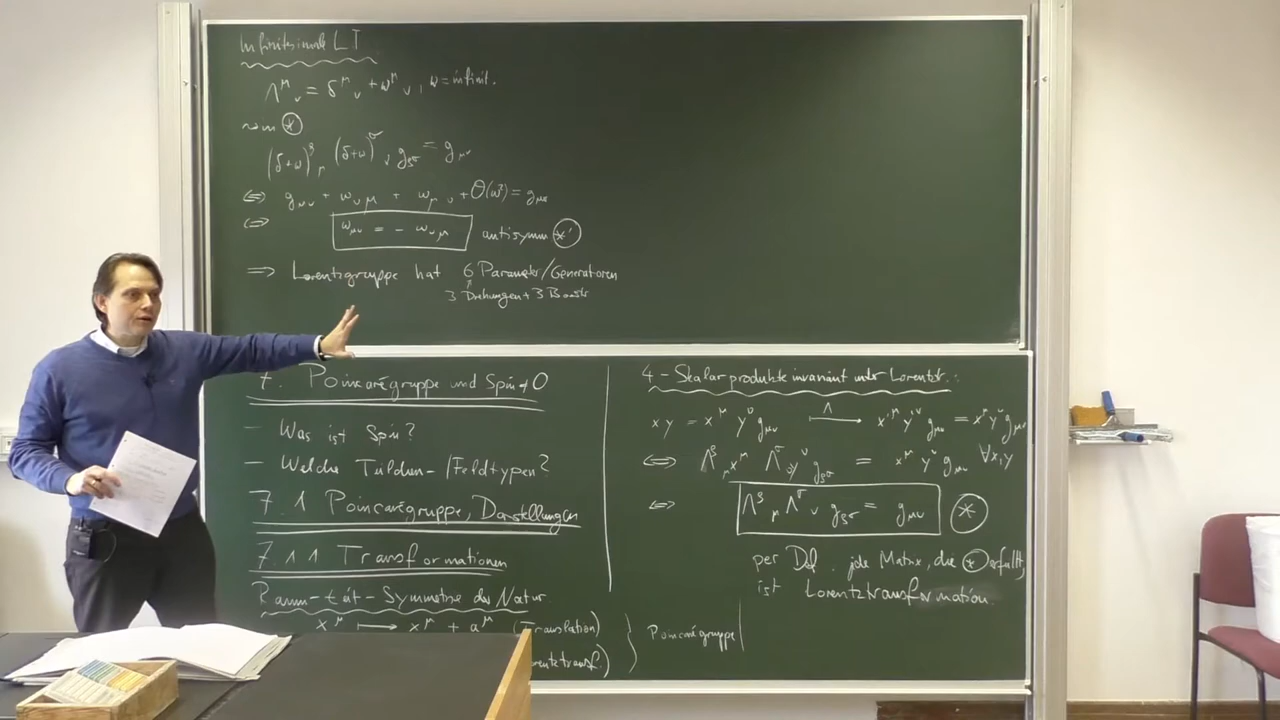 Infinitesimale LT
Λ^μ_ν = δ^μ_ν + ω^μ_ν, ω = infinit.
(δ+ω)^ρ_μ (δ+ω)^σ_ν g_ρσ = g_μν
⇔ g_μν + ω_νμ + ω_μν + O(ω²) = g_μν
⇔ ω_μν = - ω_νμ antisymm (*')
⇒ Lorentzgruppe hat 6 Parameter/Generatoren
3 Drehungen + 3 Boosts
7. Poincarégruppe und Spin ≠ 0
- Was ist Spin?
- Welche Teilchen-/Feldtypen?
7.1 Poincarégruppe, Darstellungen
7.1.1 Transformationen
Raum-Zeit-Symmetrie der Natur
x^μ ↦ x^μ + a^μ (Translation)
Lorentztransf.)
} Poincarégruppe
4-Skalarprodukte invariant unter Lorentztr.:
xy = x^μ y^ν g_μν ↦^Λ x'^μ y'^ν g_μν = x^μ y^ν g_μν
⇔ Λ^ρ_μ x^μ Λ^σ_ν y^ν g_ρσ = x^μ y^ν g_μν ∀x,y
⇔ Λ^ρ_μ Λ^σ_ν g_ρσ = g_μν (*)
per Def. jede Matrix, die (*) erfüllt,
ist Lorentztransformation.